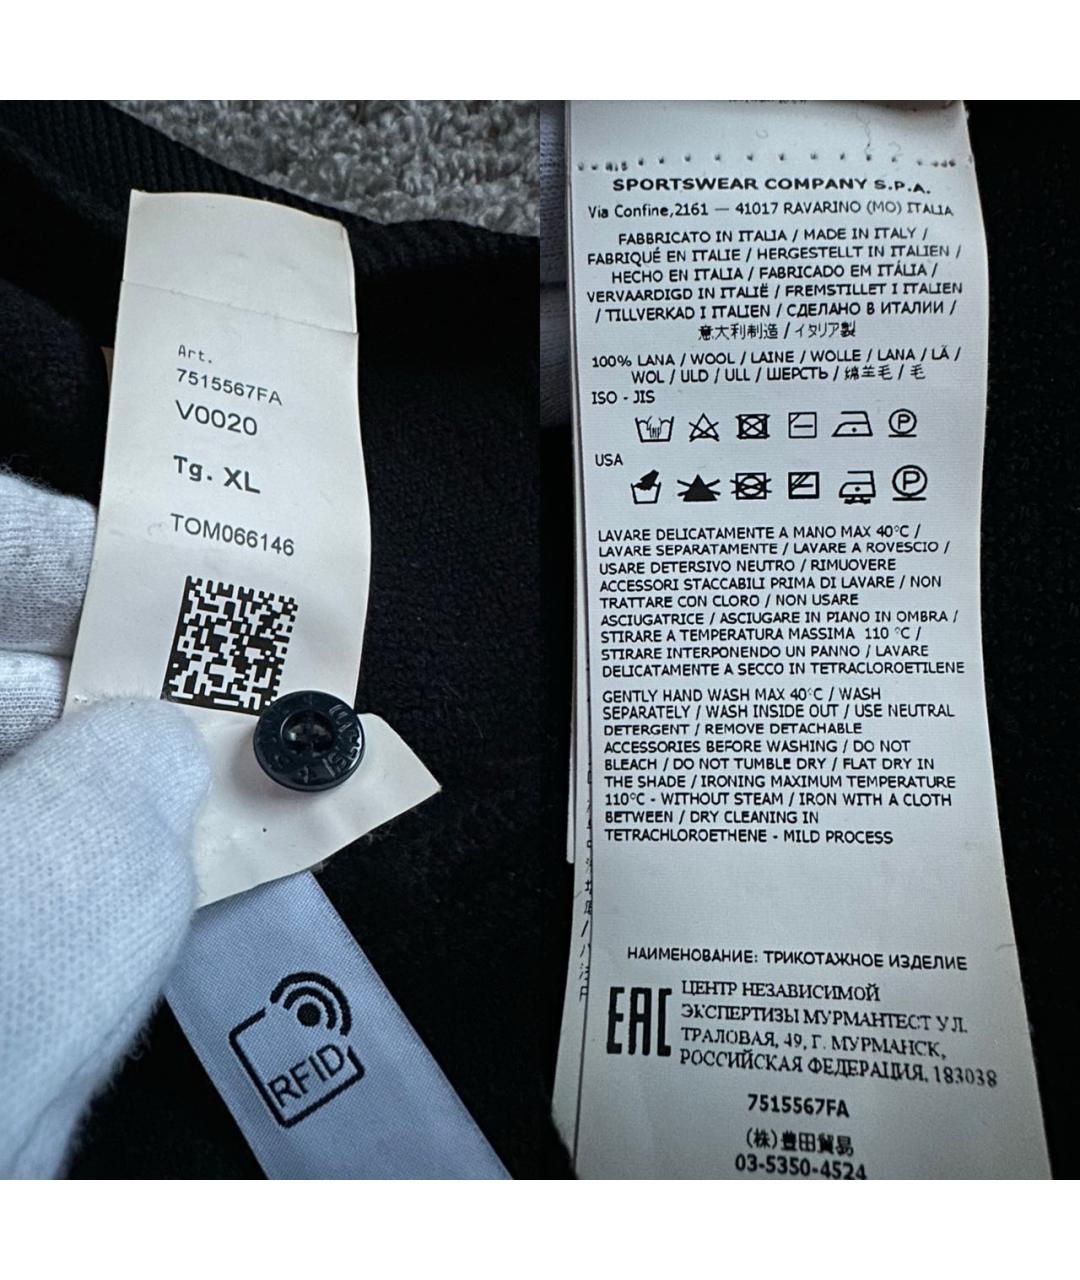 Art.
7515567FA
V0020
Tg. XL
TOM066146
RFID
SPORTSWEAR COMPANY S.P.A.
Via Confine,2161 — 41017 RAVARINO (MO) ITALIA
FABBRICATO IN ITALIA / MADE IN ITALY /
FABRIQUÉ EN ITALIE / HERGESTELLT IN ITALIEN /
HECHO EN ITALIA / FABRICADO EM ITÁLIA /
VERVAARDIGD IN ITALIË / FREMSTILLET I ITALIEN
/ TILLVERKAD I ITALIEN / СДЕЛАНО В ИТАЛИИ /
意大利制造 / イタリア製
100% LANA / WOOL / LAINE / WOLLE / LANA / LÃ /
WOL / ULD / ULL / ШЕРСТЬ / 绵羊毛 / 毛
ISO - JIS
P
USA
P
LAVARE DELICATAMENTE A MANO MAX 40°C /
LAVARE SEPARATAMENTE / LAVARE A ROVESCIO /
USARE DETERSIVO NEUTRO / RIMUOVERE
ACCESSORI STACCABILI PRIMA DI LAVARE / NON
TRATTARE CON CLORO / NON USARE
ASCIUGATRICE / ASCIUGARE IN PIANO IN OMBRA /
STIRARE A TEMPERATURA MASSIMA 110 °C /
STIRARE INTERPONENDO UN PANNO / LAVARE
DELICATAMENTE A SECCO IN TETRACLOROETILENE
GENTLY HAND WASH MAX 40°C / WASH
SEPARATELY / WASH INSIDE OUT / USE NEUTRAL
DETERGENT / REMOVE DETACHABLE
ACCESSORIES BEFORE WASHING / DO NOT
BLEACH / DO NOT TUMBLE DRY / FLAT DRY IN
THE SHADE / IRONING MAXIMUM TEMPERATURE
110°C - WITHOUT STEAM / IRON WITH A CLOTH
BETWEEN / DRY CLEANING IN
TETRACHLOROETHENE - MILD PROCESS
НАИМЕНОВАНИЕ: ТРИКОТАЖНОЕ ИЗДЕЛИЕ
EAC
ЦЕНТР НЕЗАВИСИМОЙ
ЭКСПЕРТИЗЫ МУРМАНТЕСТ УЛ.
ТРАЛОВАЯ, 49, Г. МУРМАНСК,
РОССИЙСКАЯ ФЕДЕРАЦИЯ, 183038
7515567FA
(株)豊田貿易
03-5350-4524